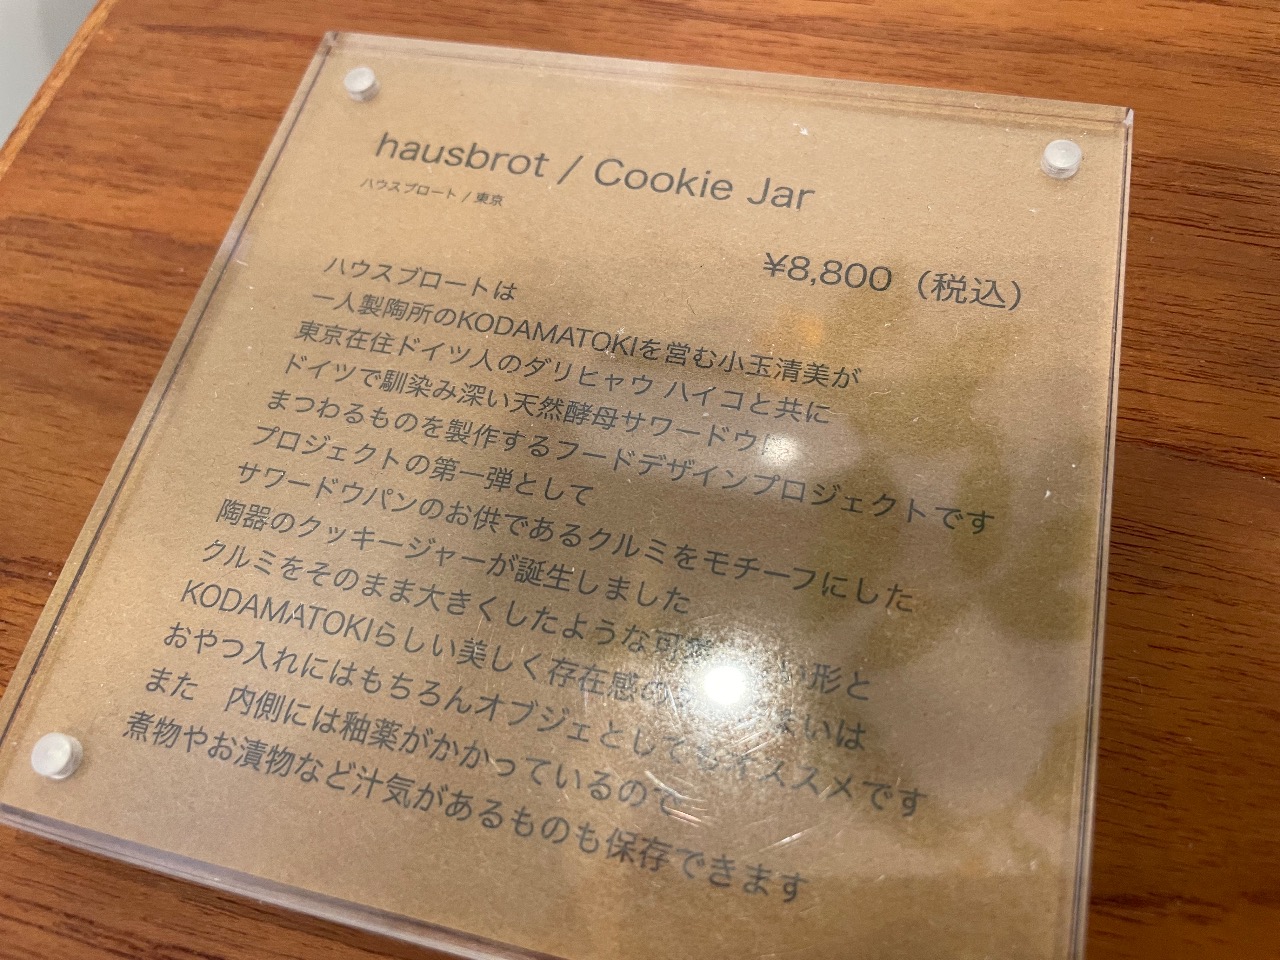 hausbrot / Cookie Jar
ハウスブロート / 東京
¥8,800（税込）
ハウスブロートは
一人製陶所のKODAMATOKIを営む小玉清美が
東京在住ドイツ人のダリヒャウ ハイコと共に
ドイツで馴染み深い天然酵母サワードウに
まつわるものを製作するフードデザインプロジェクトです
プロジェクトの第一弾として
サワードウパンのお供であるクルミをモチーフにした
陶器のクッキージャーが誕生しました
クルミをそのまま大きくしたような可愛い形と
KODAMATOKIらしい美しく存在感の
おやつ入れにはもちろんオブジェとしてもオススメです
また　内側には釉薬がかかっているので
煮物やお漬物など汁気があるものも保存できます